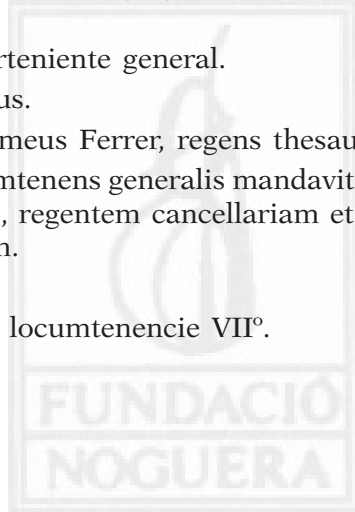 rteniente general.
us.
meus Ferrer, regens thesau
mtenens generalis mandavit
, regentem cancellariam et
n.
locumtenencie VIIº.
FUNDACIÓ
NOGUERA